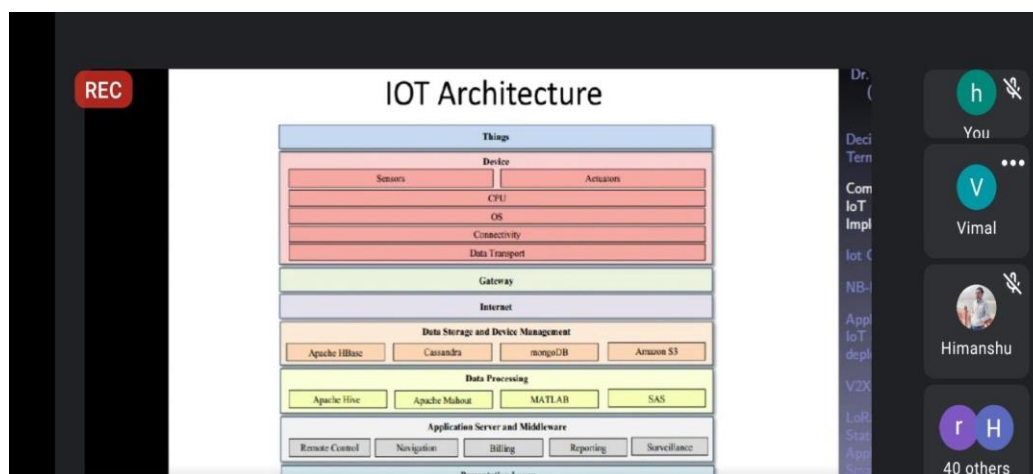 REC
IOT Architecture
Things
Device
Sensors
Actuators
CPU
OS
Connectivity
Data Transport
Gateway
Internet
Data Storage and Device Management
Apache HBase
Cassandra
mongoDB
Amazon S3
Data Processing
Apache Hive
Apache Mahout
MATLAB
SAS
Application Server and Middleware
Remote Control
Navigation
Billing
Reporting
Surveillance
Dr.
(
Deci
Term
Com
IoT
Impl
Iot
NB-
App
IoT
depl
V2X
h
You
V
Vimal
Himanshu
r H
40 others